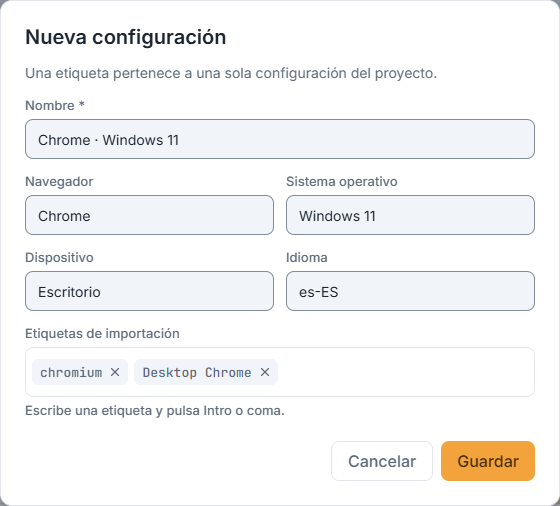 Nueva configuración
Una etiqueta pertenece a una sola configuración del proyecto.
Nombre *
Chrome · Windows 11
Navegador
Sistema operativo
Chrome
Windows 11
Dispositivo
Idioma
Escritorio
es-ES
Etiquetas de importación
chromium ×
Desktop Chrome ×
Escribe una etiqueta y pulsa Intro o coma.
Cancelar
Guardar